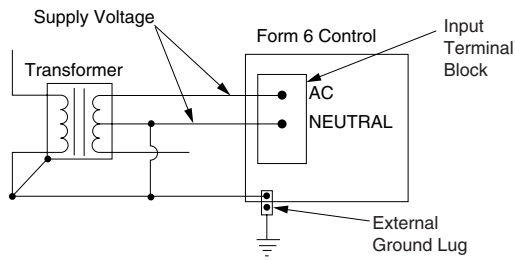 Supply Voltage
Form 6 Control
Input
Terminal
Block
Transformer
AC
NEUTRAL
External
Ground Lug